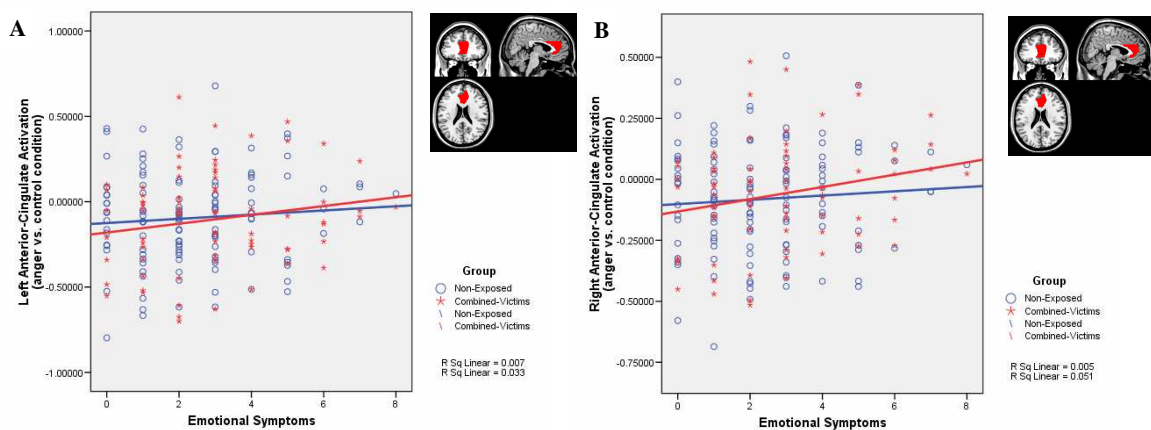 A
Left Anterior-Cingulate Activation
(anger vs. control condition)
1.00000
0.50000
-0.00000
-0.50000
-1.00000
0
2
4
6
8
Emotional Symptoms
Group
Non-Exposed
Combined-Victims
Non-Exposed
Combined-Victims
R Sq Linear = 0.007
R Sq Linear = 0.033
B
Right Anterior-Cingulate Activation
(anger vs. control condition)
0.50000
0.25000
0.00000
-0.25000
-0.50000
-0.75000
0
2
4
6
8
Emotional Symptoms
Group
Non-Exposed
Combined-Victims
Non-Exposed
Combined-Victims
R Sq Linear = 0.005
R Sq Linear = 0.051